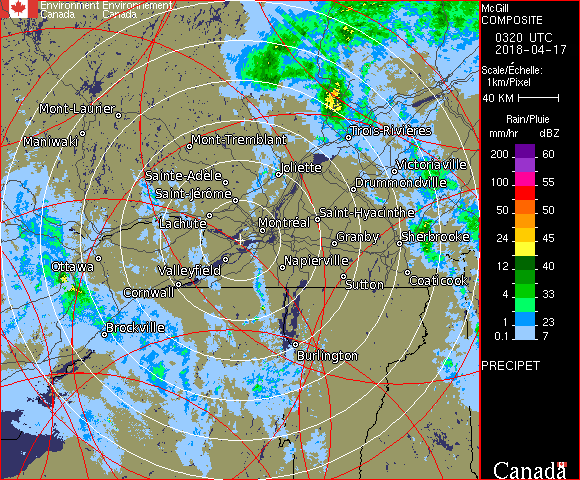 Environment Environnement
Canada Canada
McGill
COMPOSITE
0320 UTC
2018-04-17
Scale/Échelle:
1km/Pixel
40 KM
Rain/Pluie
mm/hr dBZ
200 60
100 55
50 50
24 45
12 40
4 33
1 23
0.1 7
PRECIPET
Mont-Laurier
Maniwaki
Mont-Tremblant
Trois-Rivières
Sainte-Adèle
Joliette
Victoriaville
Saint-Jérôme
Drummondville
Lachute
Saint-Hyacinthe
Montréal
Granby
Sherbrooke
Ottawa
Valleyfield
Napierville
Cornwall
Sutton
Coaticook
Brockville
Burlington
Canada